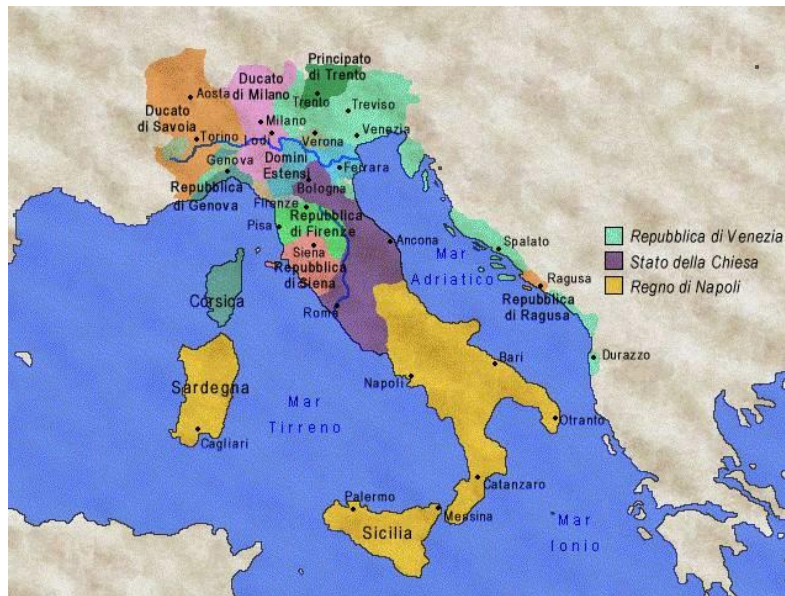 Principato
di Trento
Ducato
di Milano
Aosta
Trento
Treviso
Ducato
di Savoia
Milano
Torino
Lodi
Verona
Venezia
Genova
Domini
Estensi
Ferrara
Bologna
Repubblica
di Genova
Firenze
Repubblica
di Firenze
Pisa
Siena
Repubblica
di Siena
Ancona
Mar
Adriatico
Spalato
Ragusa
Repubblica
di Ragusa
Repubblica di Venezia
Stato della Chiesa
Regno di Napoli
Corsica
Roma
Durazzo
Bari
Napoli
Sardegna
Mar
Tirreno
Otranto
Cagliari
Catanzaro
Palermo
Messina
Sicilia
Mar
Ionio